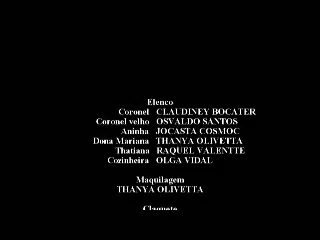 Elenco
Coronel CLAUDINEY BOCATER
Coronel velho OSVALDO SANTOS
Aninha JOCASTA COSMOC
Dona Mariana THANYA OLIVETTA
Thatiana RAQUEL VALENTTE
Cozinheira OLGA VIDAL
Maquilagem
THANYA OLIVETTA